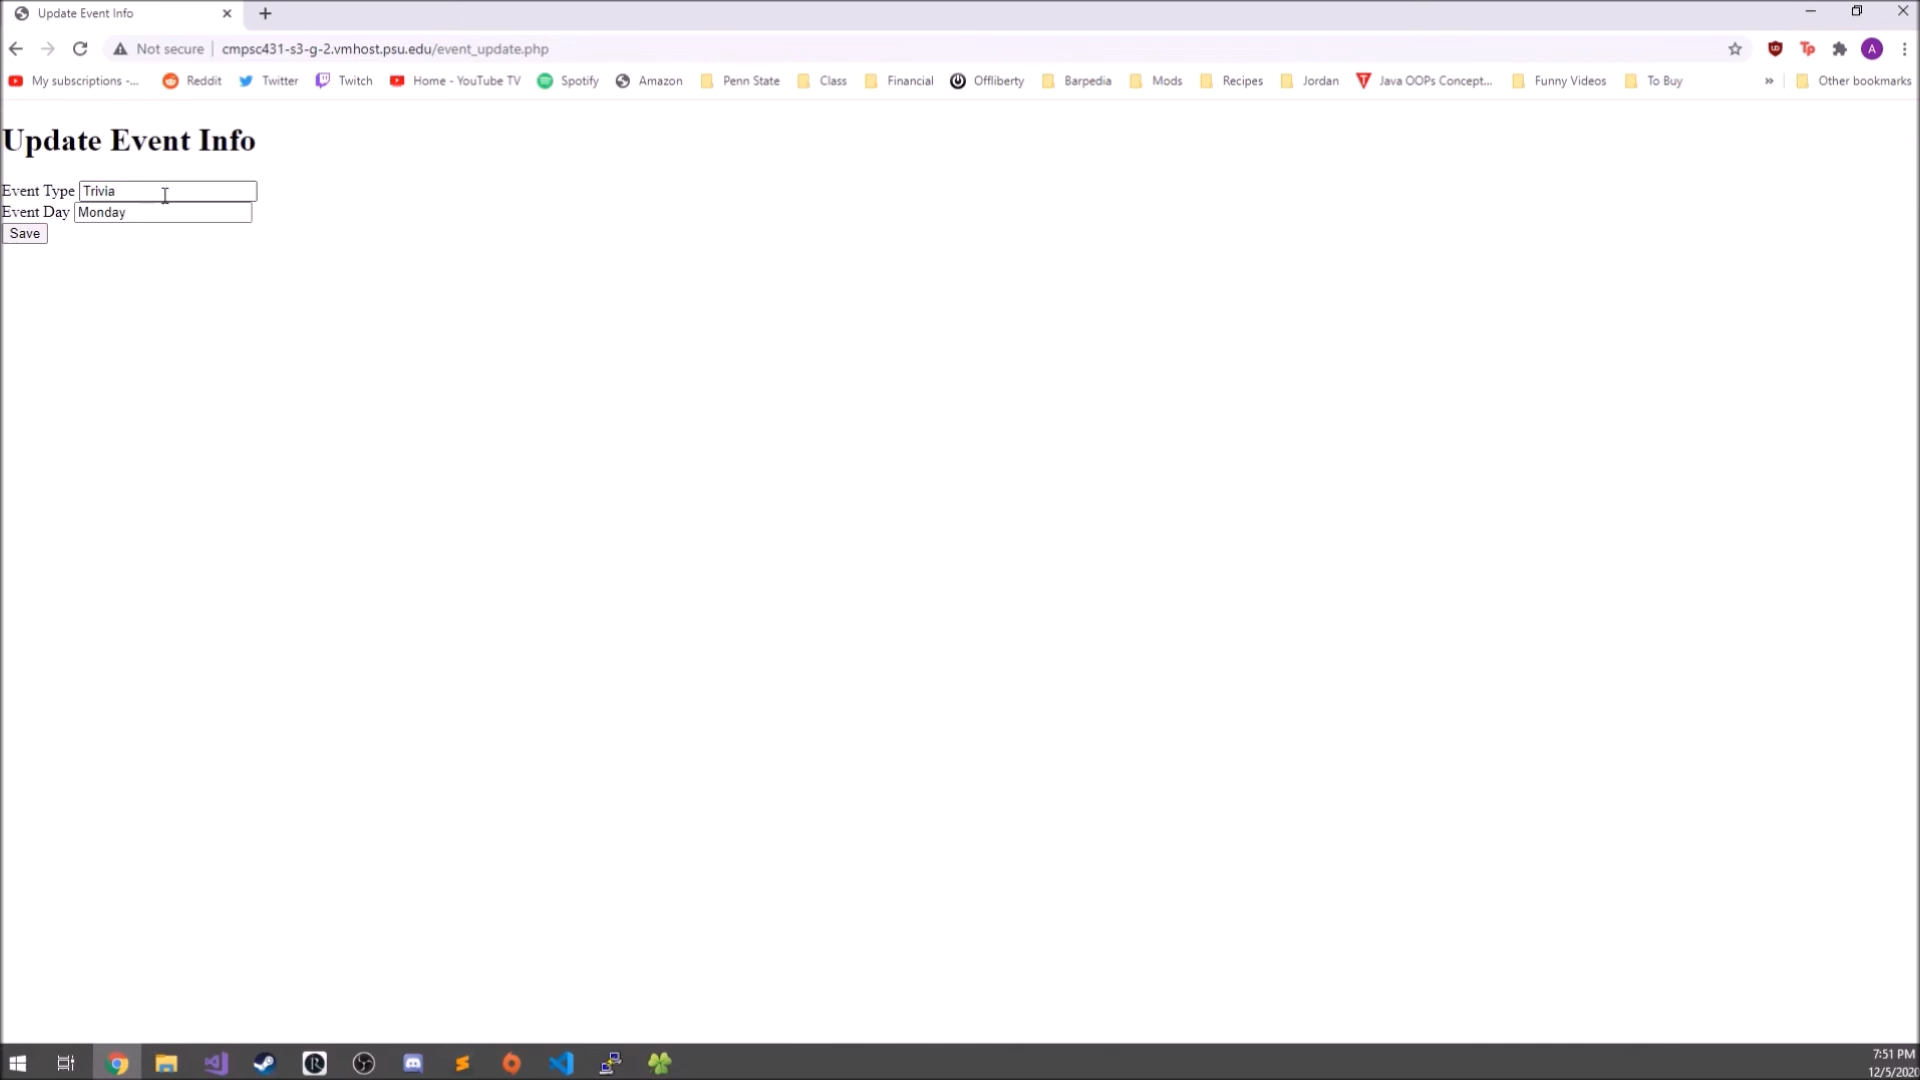 Update Event Info
Not secure | cmpsc431-s3-g-2.vmhost.psu.edu/event_update.php
Tp
A
My subscriptions -... Reddit Twitter Twitch Home - YouTube TV Spotify Amazon Penn State Class Financial Offliberty Barpedia Mods Recipes Jordan Java OOPs Concept... Funny Videos To Buy » Other bookmarks
Update Event Info
Event Type Trivia
Event Day Monday
Save
7:51 PM
12/5/2020